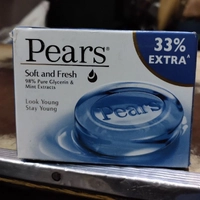 Pears®
33%
EXTRA*
Soft and Fresh
98% Pure Glycerin &
Mint Extracts
Look Young
Stay Young
Pears